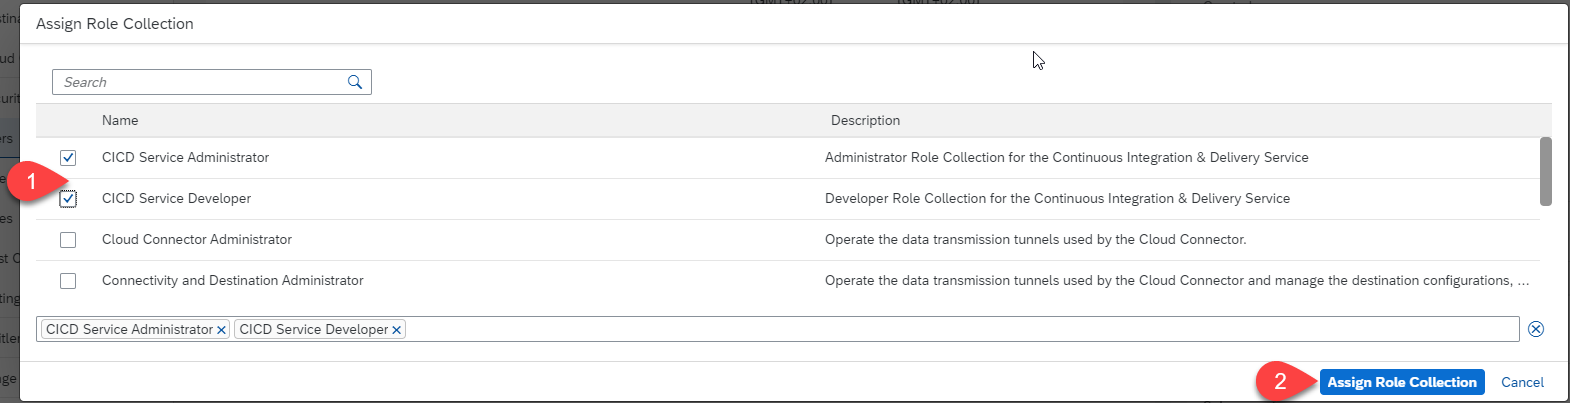 Assign Role Collection
Search
Name Description
CICD Service Administrator Administrator Role Collection for the Continuous Integration & Delivery Service
1
CICD Service Developer Developer Role Collection for the Continuous Integration & Delivery Service
Cloud Connector Administrator Operate the data transmission tunnels used by the Cloud Connector.
Connectivity and Destination Administrator Operate the data transmission tunnels used by the Cloud Connector and manage the destination configurations, ...
CICD Service Administrator CICD Service Developer
2 Assign Role Collection Cancel